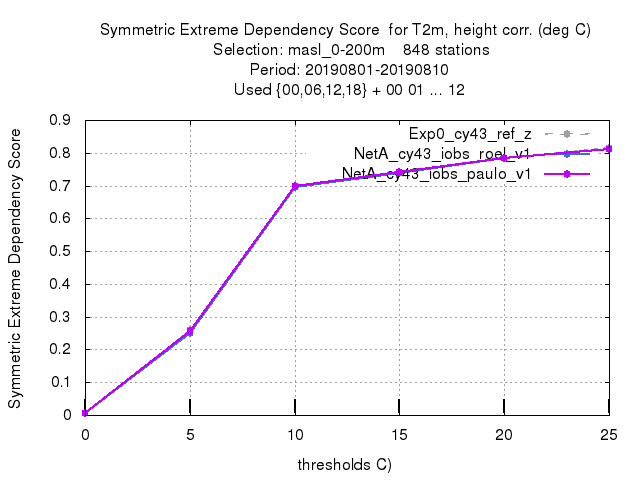 Symmetric Extreme Dependency Score for T2m, height corr. (deg C)
Selection: masl_0-200m 848 stations
Period: 20190801-20190810
Used {00,06,12,18} + 00 01 ... 12
Symmetric Extreme Dependency Score
0.9
0.8
0.7
0.6
0.5
0.4
0.3
0.2
0.1
0
Exp0_cy43_ref_z
NetA_cy43_iobs_roel_v1
NetA_cy43_iobs_paulo_v1
0 5 10 15 20 25
thresholds C)